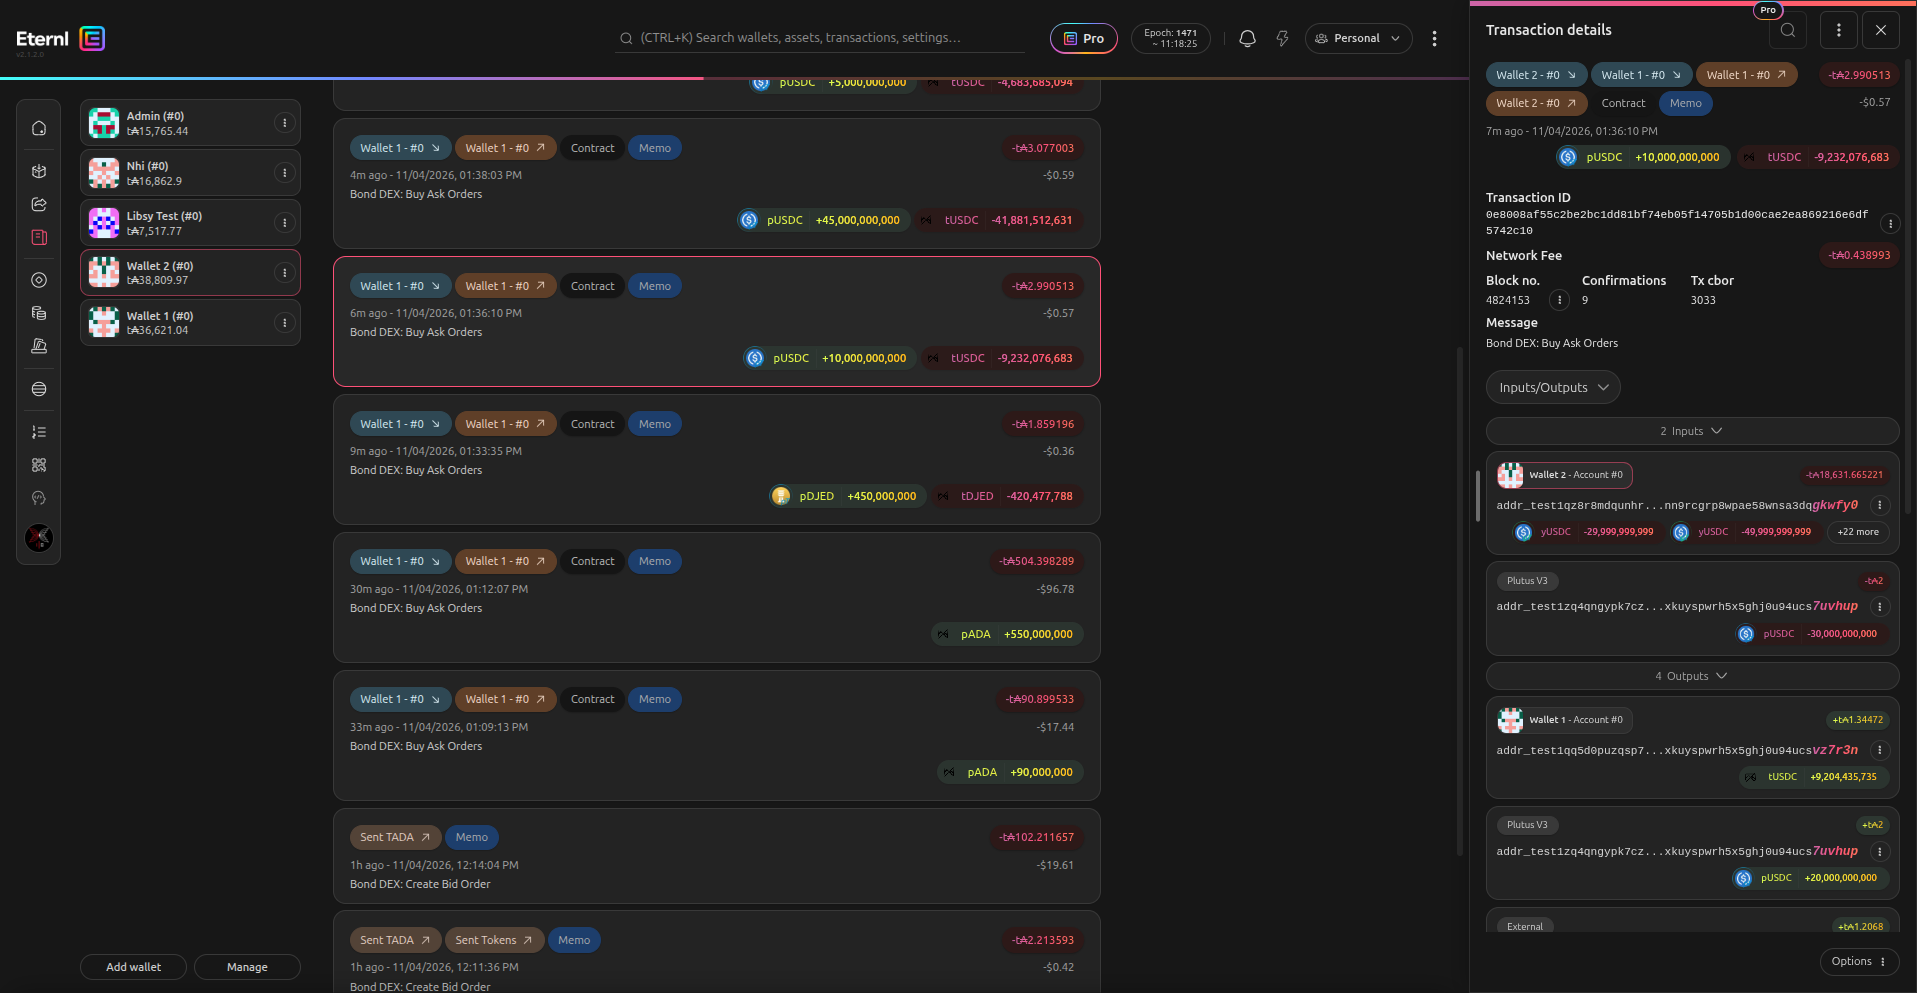 Eternl
v2.1.2.0
(CTRL+K) Search wallets, assets, transactions, settings...
Pro
Epoch: 1471
~ 11:18:25
Personal
Admin (#0)
t₳15,765.44
Nhi (#0)
t₳16,862.9
Libsy Test (#0)
t₳7,517.77
Wallet 2 (#0)
t₳38,809.97
Wallet 1 (#0)
t₳36,621.04
Add wallet
Manage
pUSDC +5,000,000,000 tUSDC -4,683,685,094
Wallet 1 - #0 ↘ Wallet 1 - #0 ↗ Contract Memo -t₳3.077003
4m ago - 11/04/2026, 01:38:03 PM -$0.59
Bond DEX: Buy Ask Orders
pUSDC +45,000,000,000 tUSDC -41,881,512,631
Wallet 1 - #0 ↘ Wallet 1 - #0 ↗ Contract Memo -t₳2.990513
6m ago - 11/04/2026, 01:36:10 PM -$0.57
Bond DEX: Buy Ask Orders
pUSDC +10,000,000,000 tUSDC -9,232,076,683
Wallet 1 - #0 ↘ Wallet 1 - #0 ↗ Contract Memo -t₳1.859196
9m ago - 11/04/2026, 01:33:35 PM -$0.36
Bond DEX: Buy Ask Orders
pDJED +450,000,000 tDJED -420,477,788
Wallet 1 - #0 ↘ Wallet 1 - #0 ↗ Contract Memo -t₳504.398289
30m ago - 11/04/2026, 01:12:07 PM -$96.78
Bond DEX: Buy Ask Orders
pADA +550,000,000
Wallet 1 - #0 ↘ Wallet 1 - #0 ↗ Contract Memo -t₳90.899533
33m ago - 11/04/2026, 01:09:13 PM -$17.44
Bond DEX: Buy Ask Orders
pADA +90,000,000
Sent TADA ↗ Memo -t₳102.211657
1h ago - 11/04/2026, 12:14:04 PM -$19.61
Bond DEX: Create Bid Order
Sent TADA ↗ Sent Tokens ↗ Memo -t₳2.213593
1h ago - 11/04/2026, 12:11:36 PM -$0.42
Bond DEX: Create Bid Order
Pro
Transaction details
Wallet 2 - #0 ↘ Wallet 1 - #0 ↘ Wallet 1 - #0 ↗ -t₳2.990513
Wallet 2 - #0 ↗ Contract Memo -$0.57
7m ago - 11/04/2026, 01:36:10 PM
pUSDC +10,000,000,000 tUSDC -9,232,076,683
Transaction ID
0e8008af55c2be2bc1dd81bf74eb05f14705b1d00cae2ea869216e6df
5742c10
Network Fee -t₳0.438993
Block no. Confirmations Tx cbor
4824153 9 3033
Message
Bond DEX: Buy Ask Orders
Inputs/Outputs
2 Inputs
Wallet 2 - Account #0 -t₳18,631.665221
addr_test1qz8r8mdqunhr...nn9rcgrp8wpae58wnsa3dqgkwfy0
yUSDC -29,999,999,999 yUSDC -49,999,999,999 +22 more
Plutus V3 -t₳2
addr_test1zq4qngypk7cz...xkuyspwrh5x5ghj0u94ucs7uvhup
pUSDC -30,000,000,000
4 Outputs
Wallet 1 - Account #0 +t₳1.34472
addr_test1qq5d0puzqsp7...xkuyspwrh5x5ghj0u94ucsvz7r3n
tUSDC +9,204,435,735
Plutus V3 +t₳2
addr_test1zq4qngypk7cz...xkuyspwrh5x5ghj0u94ucs7uvhup
pUSDC +20,000,000,000
External +t₳1.2068
Options